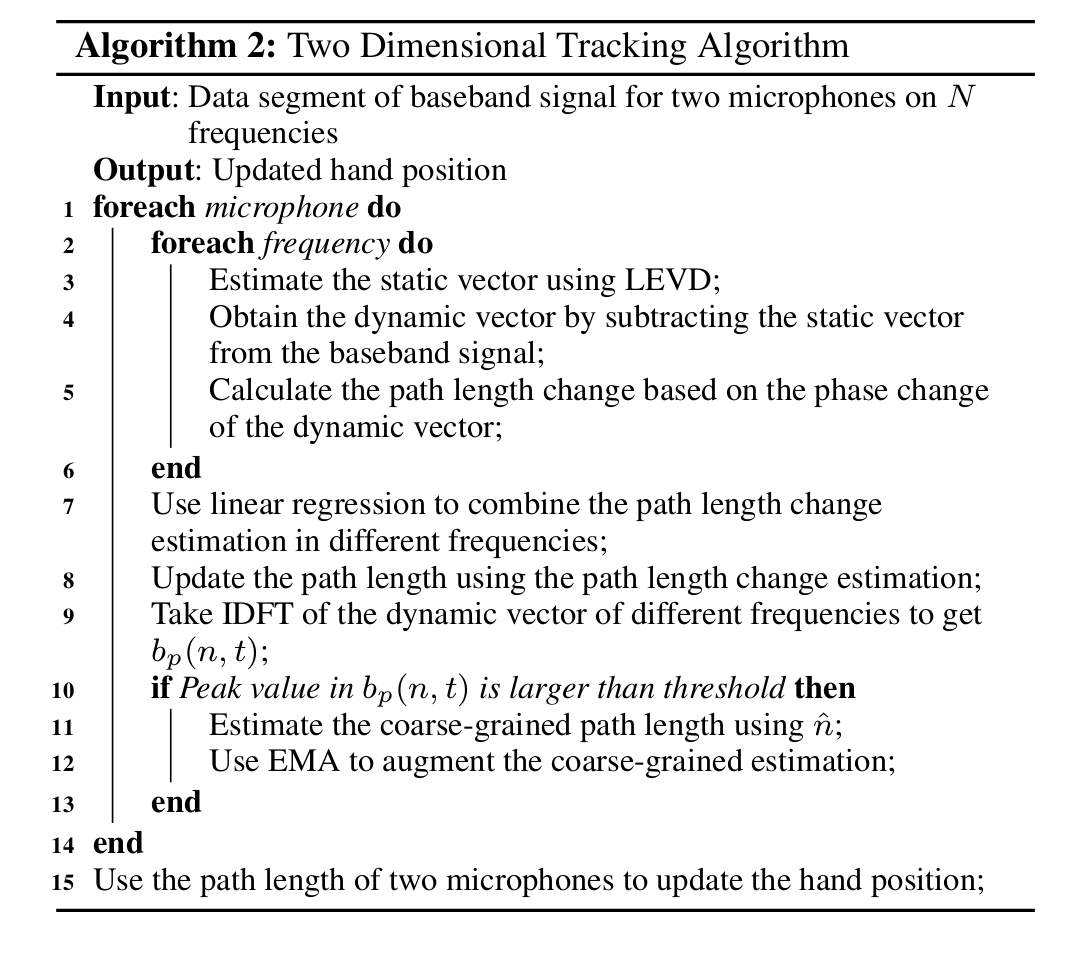 Algorithm 2: Two Dimensional Tracking Algorithm
Input: Data segment of baseband signal for two microphones on N
frequencies
Output: Updated hand position
1 foreach microphone do
2 foreach frequency do
3 Estimate the static vector using LEVD;
4 Obtain the dynamic vector by subtracting the static vector
from the baseband signal;
5 Calculate the path length change based on the phase change
of the dynamic vector;
6 end
7 Use linear regression to combine the path length change
estimation in different frequencies;
8 Update the path length using the path length change estimation;
9 Take IDFT of the dynamic vector of different frequencies to get
bₚ(n, t);
10 if Peak value in bₚ(n, t) is larger than threshold then
11 Estimate the coarse-grained path length using n̂;
12 Use EMA to augment the coarse-grained estimation;
13 end
14 end
15 Use the path length of two microphones to update the hand position;